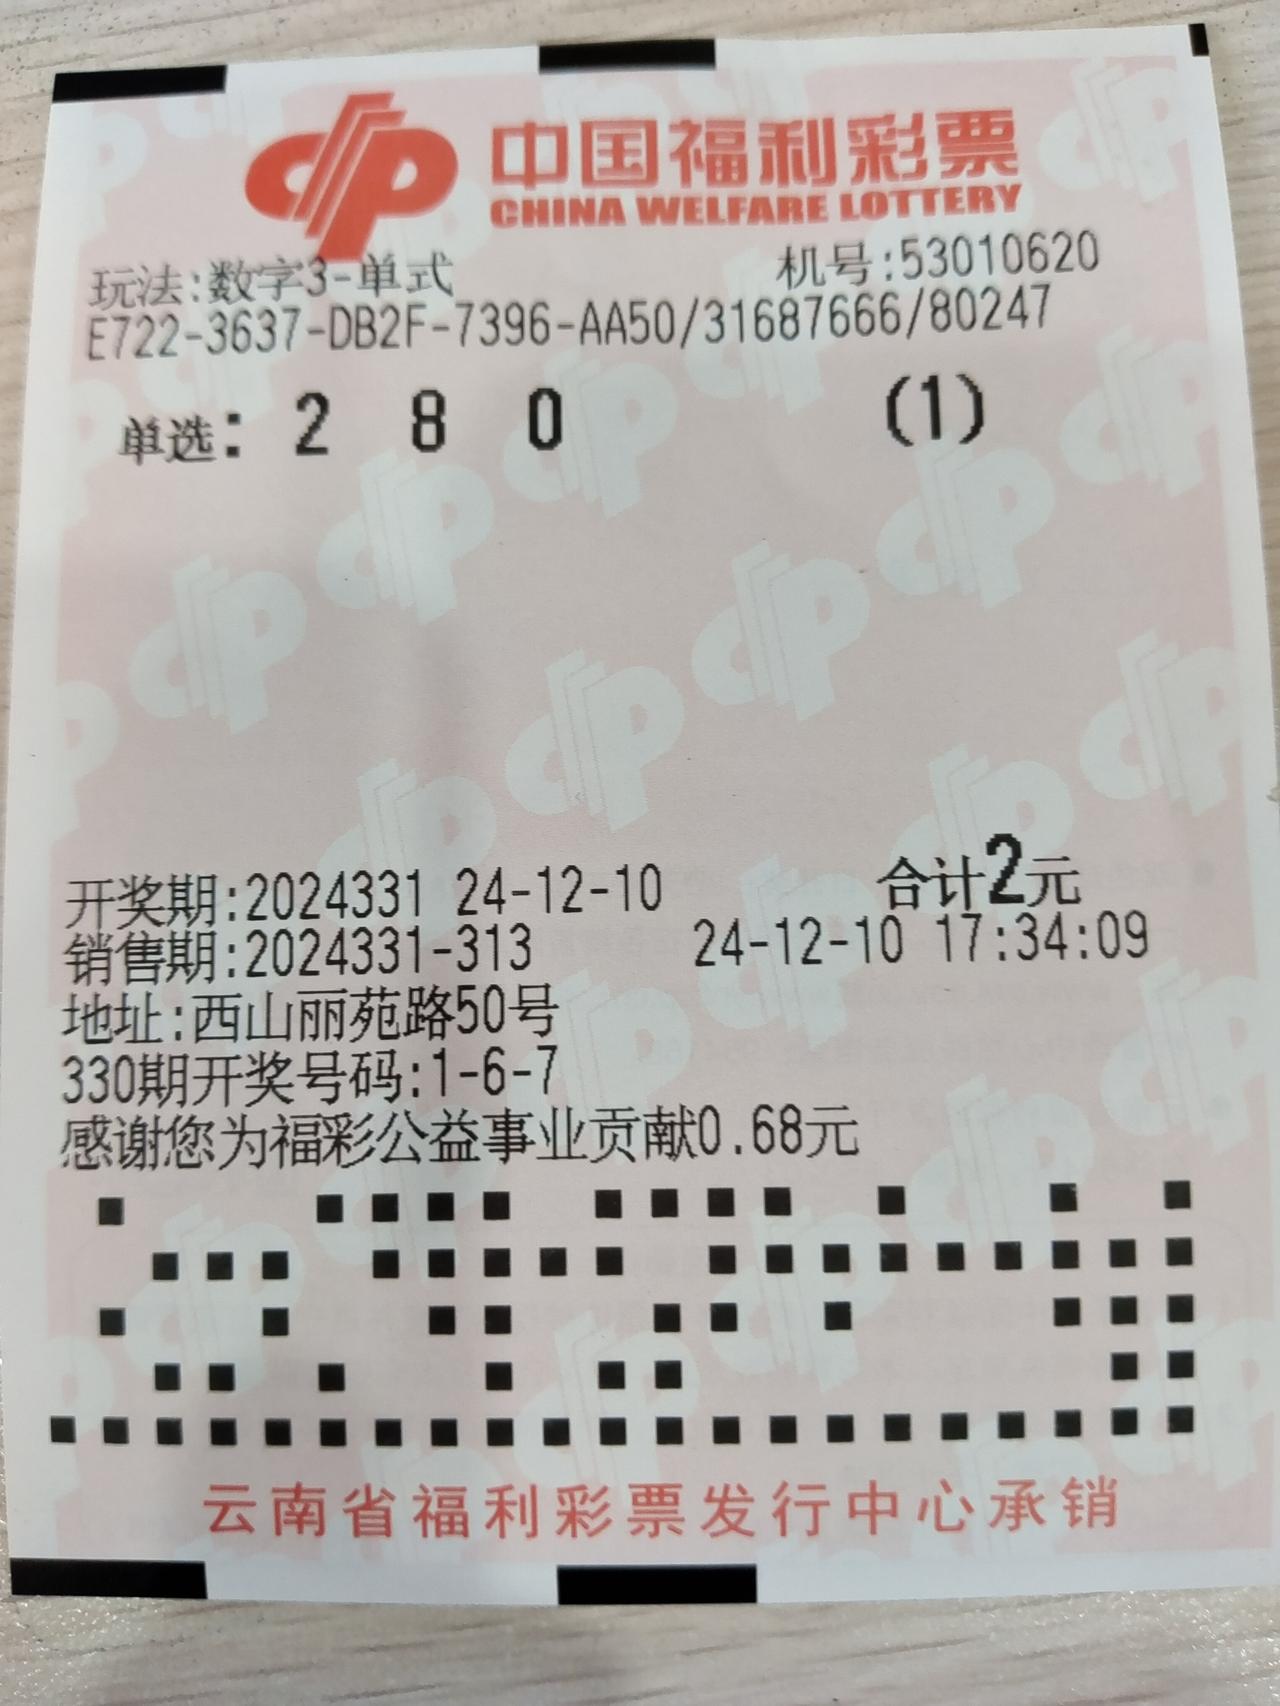 中国福利彩票
CHINA WELFARE LOTTERY
玩法:数字3-单式 机号:53010620
E722-3637-DB2F-7396-AA50/31687666/80247
单选: 2 8 0 (1)
开奖期:2024331 24-12-10 合计2元
销售期:2024331-313 24-12-10 17:34:09
地址:西山丽苑路50号
330期开奖号码:1-6-7
感谢您为福彩公益事业贡献0.68元
云南省福利彩票发行中心承销